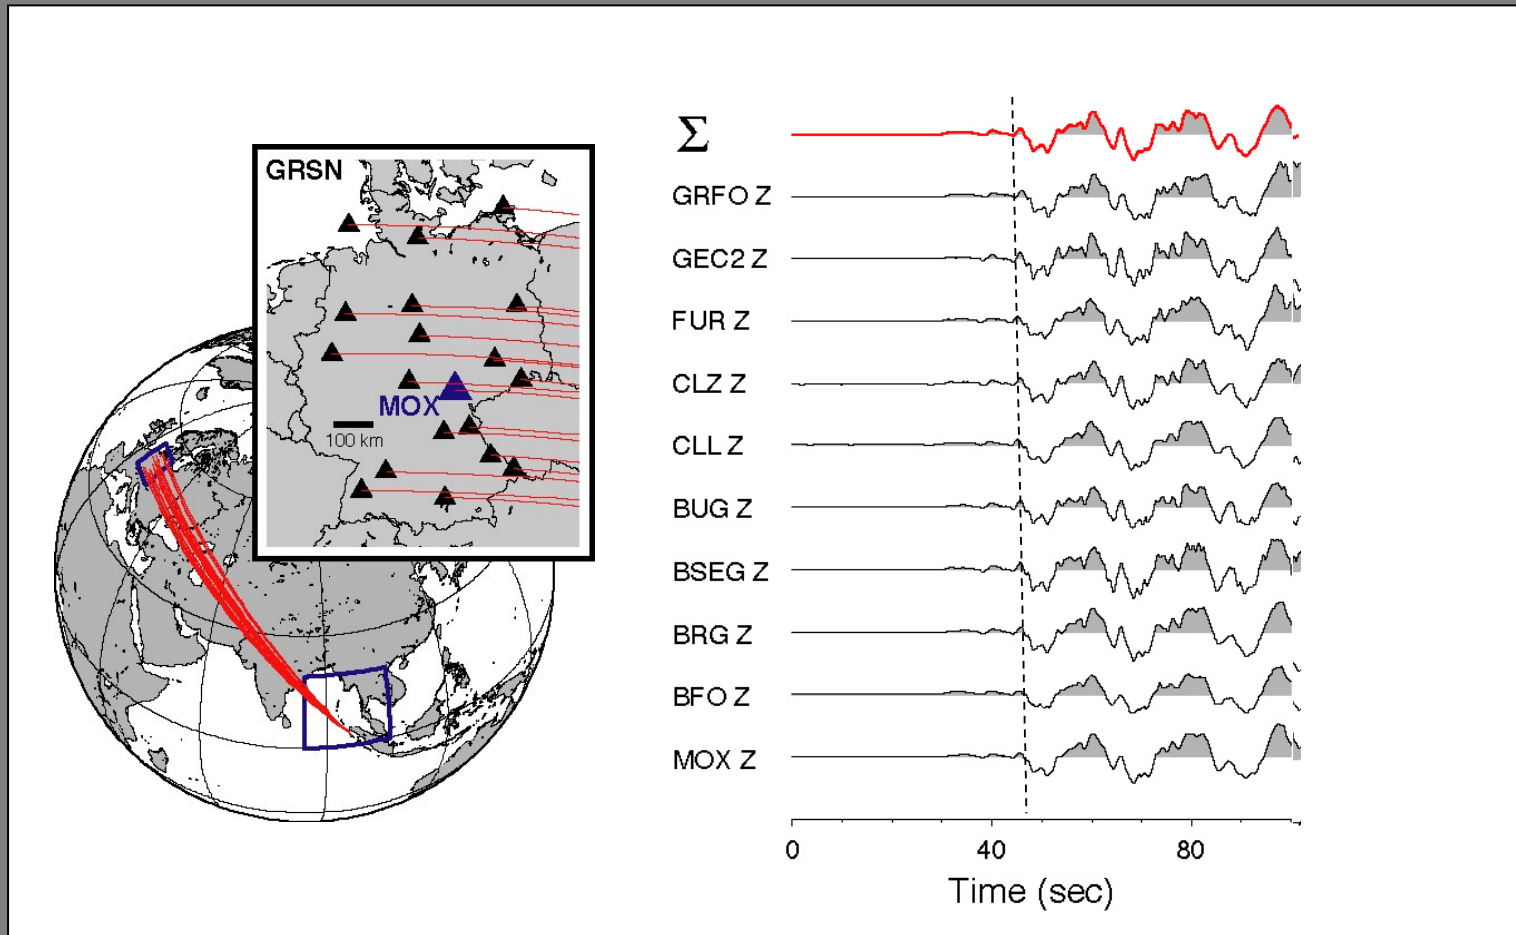 GRSN
MOX
100 km
Σ
GRFO Z
GEC2 Z
FUR Z
CLZ Z
CLL Z
BUG Z
BSEG Z
BRG Z
BFO Z
MOX Z
0 40 80
Time (sec)